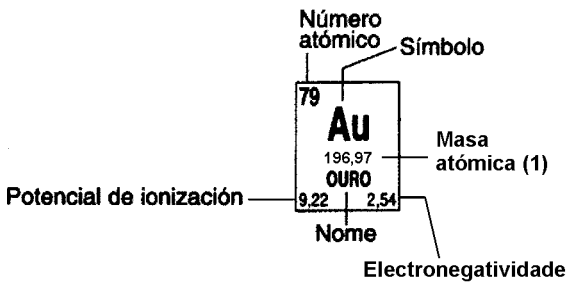 Número
atómico
Símbolo
79
Au
196,97
Masa
atómica (1)
OURO
Potencial de ionización
9,22
2,54
Nome
Electronegatividade